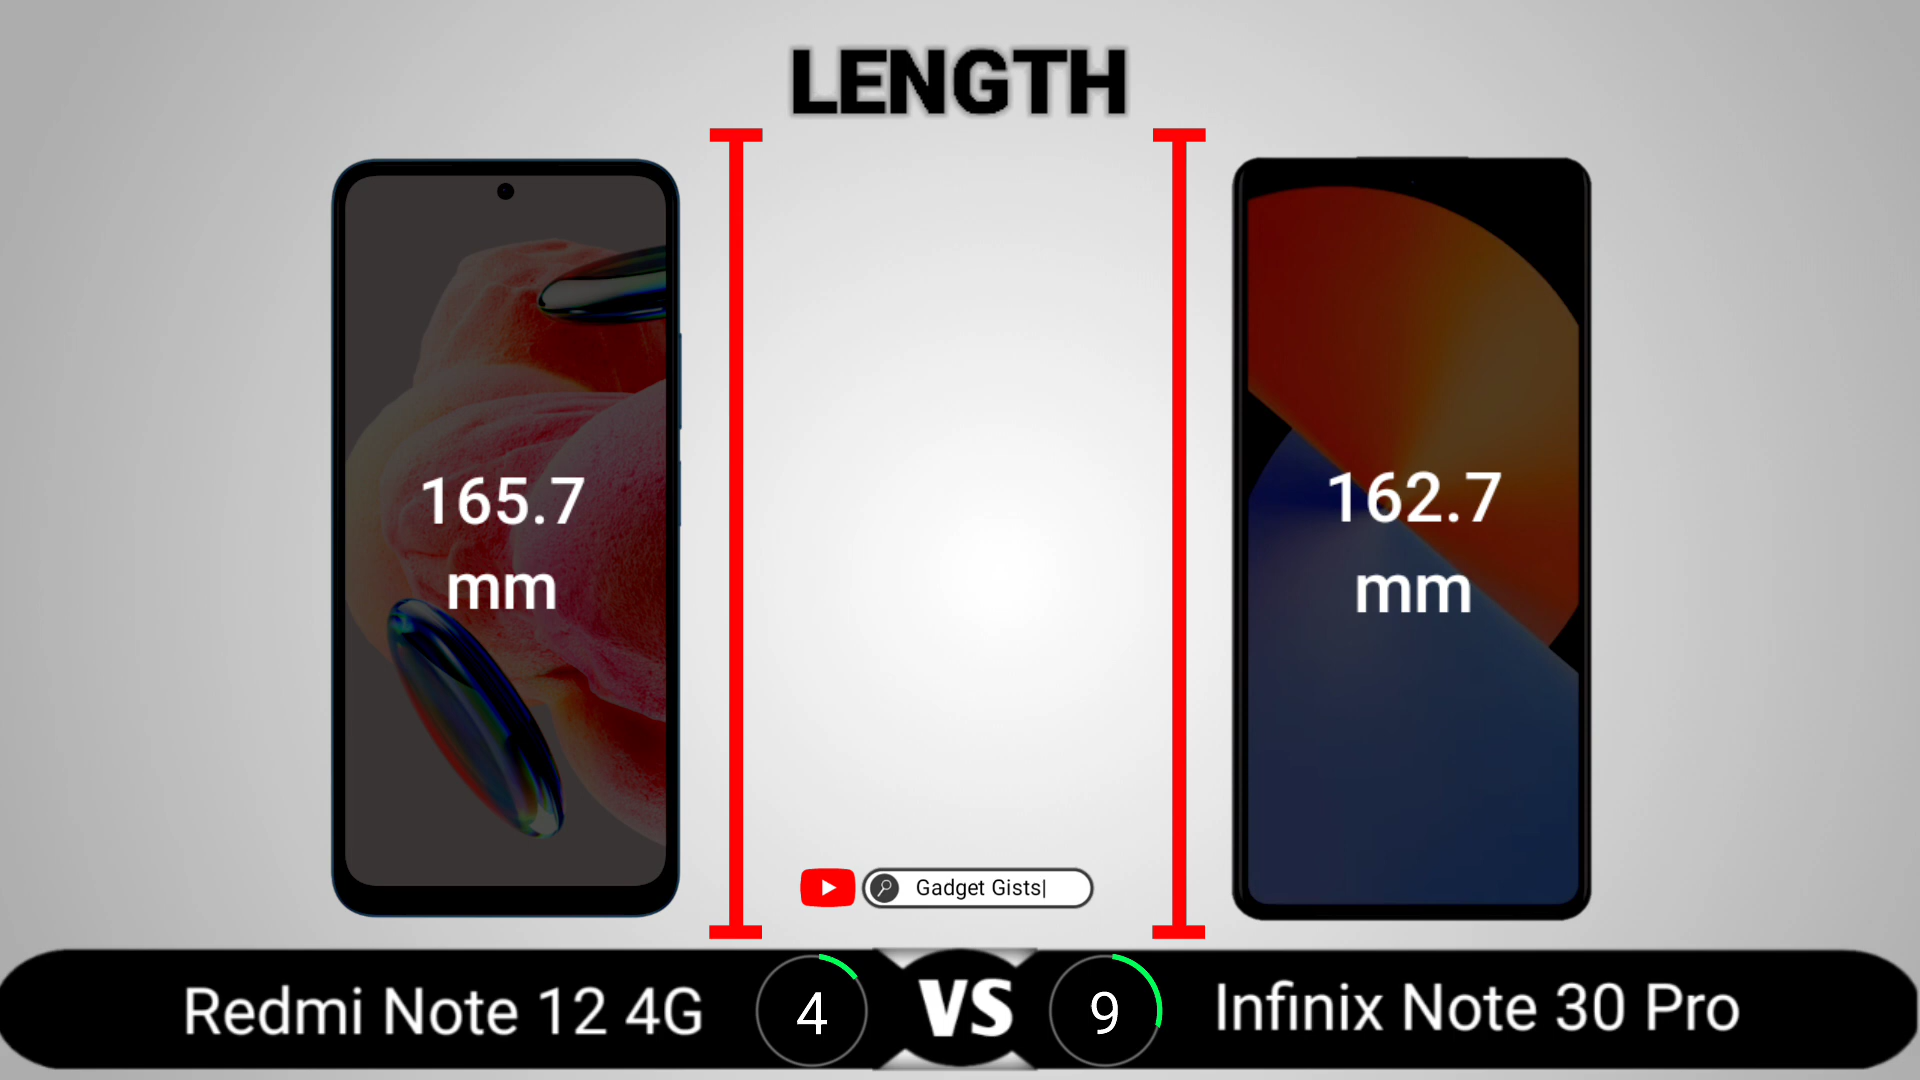 LENGTH
165.7
mm
162.7
mm
Gadget Gists|
Redmi Note 12 4G
4
VS
9
Infinix Note 30 Pro